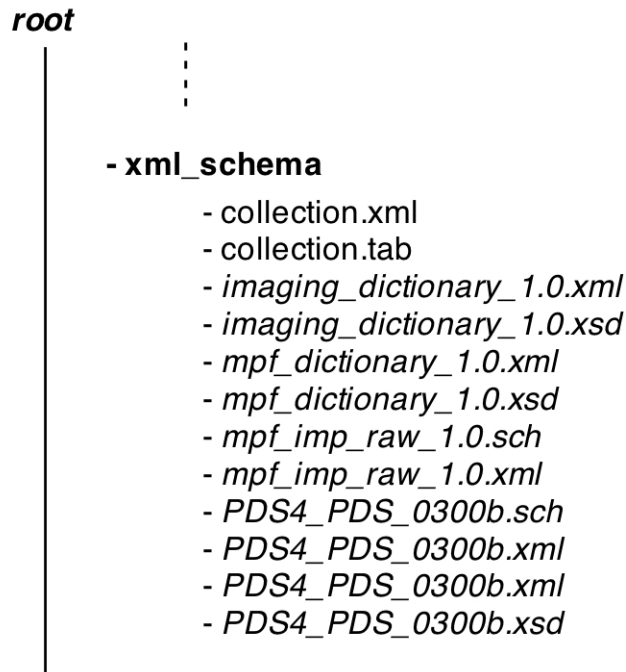 root
- xml_schema
- collection.xml
- collection.tab
- imaging_dictionary_1.0.xml
- imaging_dictionary_1.0.xsd
- mpf_dictionary_1.0.xml
- mpf_dictionary_1.0.xsd
- mpf_imp_raw_1.0.sch
- mpf_imp_raw_1.0.xml
- PDS4_PDS_0300b.sch
- PDS4_PDS_0300b.xml
- PDS4_PDS_0300b.xml
- PDS4_PDS_0300b.xsd